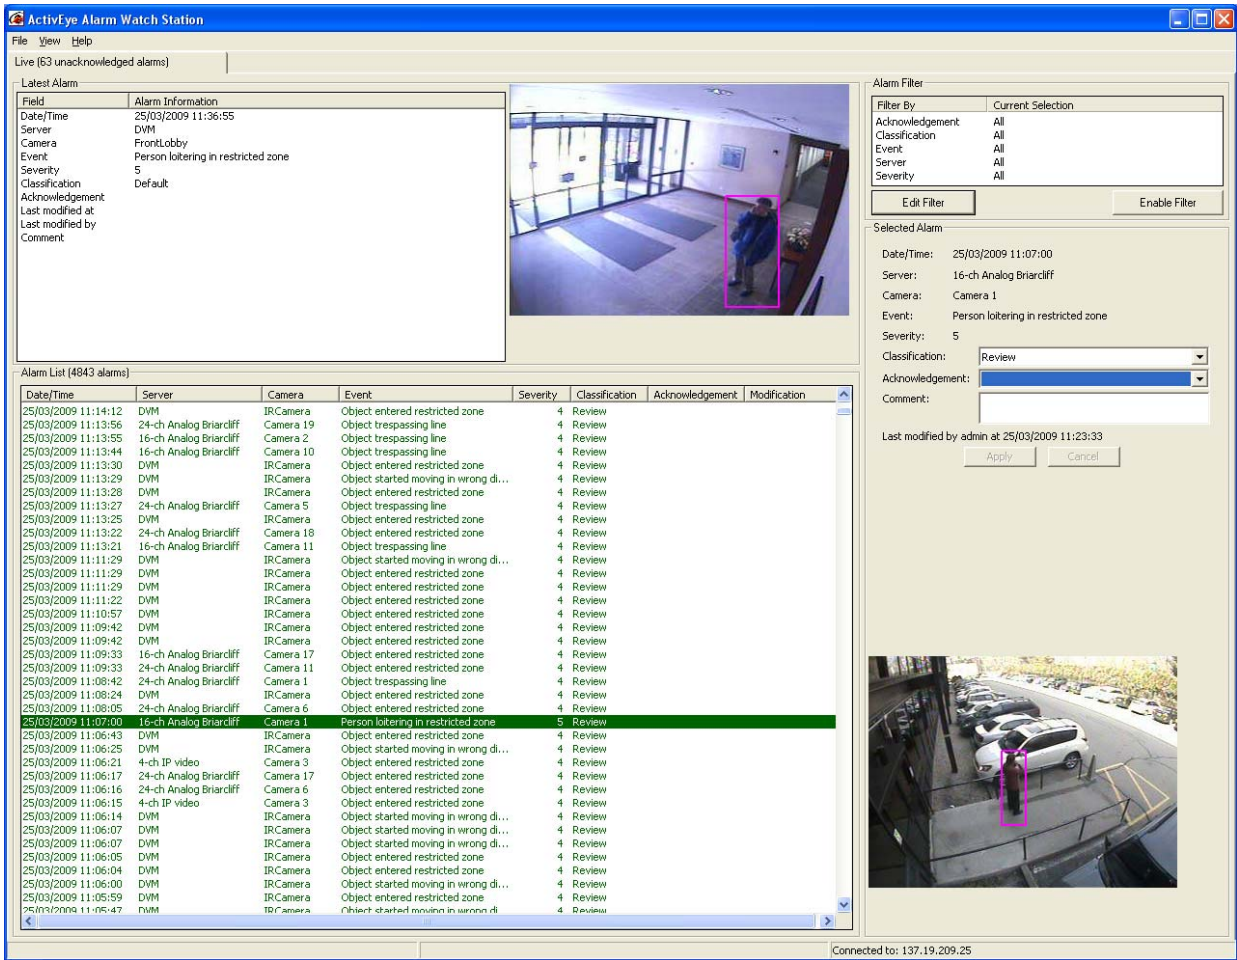 ActivEye Alarm Watch Station
File View Help
Live (63 unacknowledged alarms)
Latest Alarm
Field Alarm Information
Date/Time 25/03/2009 11:36:55
Server DVM
Camera FrontLobby
Event Person loitering in restricted zone
Severity 5
Classification Default
Acknowledgement
Last modified at
Last modified by
Comment
Alarm Filter
Filter By Current Selection
Acknowledgement All
Classification All
Event All
Server All
Severity All
Edit Filter Enable Filter
Selected Alarm
Date/Time: 25/03/2009 11:07:00
Server: 16-ch Analog Briarcliff
Camera: Camera 1
Event: Person loitering in restricted zone
Severity: 5
Classification: Review
Acknowledgement:
Comment:
Last modified by admin at 25/03/2009 11:23:33
Apply Cancel
Alarm List (4843 alarms)
Date/Time Server Camera Event Severity Classification Acknowledgement Modification
25/03/2009 11:14:12 DVM IRCamera Object entered restricted zone 4 Review
25/03/2009 11:13:56 24-ch Analog Briarcliff Camera 19 Object trespassing line 4 Review
25/03/2009 11:13:55 16-ch Analog Briarcliff Camera 2 Object trespassing line 4 Review
25/03/2009 11:13:44 16-ch Analog Briarcliff Camera 10 Object trespassing line 4 Review
25/03/2009 11:13:30 DVM IRCamera Object entered restricted zone 4 Review
25/03/2009 11:13:29 DVM IRCamera Object started moving in wrong di... 4 Review
25/03/2009 11:13:28 DVM IRCamera Object entered restricted zone 4 Review
25/03/2009 11:13:27 24-ch Analog Briarcliff Camera 5 Object trespassing line 4 Review
25/03/2009 11:13:25 DVM IRCamera Object entered restricted zone 4 Review
25/03/2009 11:13:22 24-ch Analog Briarcliff Camera 18 Object entered restricted zone 4 Review
25/03/2009 11:13:21 16-ch Analog Briarcliff Camera 11 Object trespassing line 4 Review
25/03/2009 11:11:29 DVM IRCamera Object started moving in wrong di... 4 Review
25/03/2009 11:11:29 DVM IRCamera Object entered restricted zone 4 Review
25/03/2009 11:11:29 DVM IRCamera Object entered restricted zone 4 Review
25/03/2009 11:11:22 DVM IRCamera Object entered restricted zone 4 Review
25/03/2009 11:10:57 DVM IRCamera Object entered restricted zone 4 Review
25/03/2009 11:09:42 DVM IRCamera Object entered restricted zone 4 Review
25/03/2009 11:09:42 DVM IRCamera Object entered restricted zone 4 Review
25/03/2009 11:09:33 16-ch Analog Briarcliff Camera 17 Object entered restricted zone 4 Review
25/03/2009 11:09:33 24-ch Analog Briarcliff Camera 11 Object entered restricted zone 4 Review
25/03/2009 11:08:42 24-ch Analog Briarcliff Camera 1 Object trespassing line 4 Review
25/03/2009 11:08:24 DVM IRCamera Object entered restricted zone 4 Review
25/03/2009 11:08:05 24-ch Analog Briarcliff Camera 6 Object entered restricted zone 4 Review
25/03/2009 11:07:00 16-ch Analog Briarcliff Camera 1 Person loitering in restricted zone 5 Review
25/03/2009 11:06:43 DVM IRCamera Object entered restricted zone 4 Review
25/03/2009 11:06:25 DVM IRCamera Object started moving in wrong di... 4 Review
25/03/2009 11:06:21 4-ch IP video Camera 3 Object entered restricted zone 4 Review
25/03/2009 11:06:17 24-ch Analog Briarcliff Camera 17 Object entered restricted zone 4 Review
25/03/2009 11:06:16 24-ch Analog Briarcliff Camera 6 Object entered restricted zone 4 Review
25/03/2009 11:06:15 4-ch IP video Camera 3 Object entered restricted zone 4 Review
25/03/2009 11:06:14 DVM IRCamera Object started moving in wrong di... 4 Review
25/03/2009 11:06:07 DVM IRCamera Object started moving in wrong di... 4 Review
25/03/2009 11:06:07 DVM IRCamera Object started moving in wrong di... 4 Review
25/03/2009 11:06:05 DVM IRCamera Object entered restricted zone 4 Review
25/03/2009 11:06:04 DVM IRCamera Object entered restricted zone 4 Review
25/03/2009 11:06:00 DVM IRCamera Object started moving in wrong di... 4 Review
25/03/2009 11:05:59 DVM IRCamera Object entered restricted zone 4 Review
25/03/2009 11:05:47 DVM IRCamera Object started moving in wrong di 4 Review
Connected to: 137.19.209.25